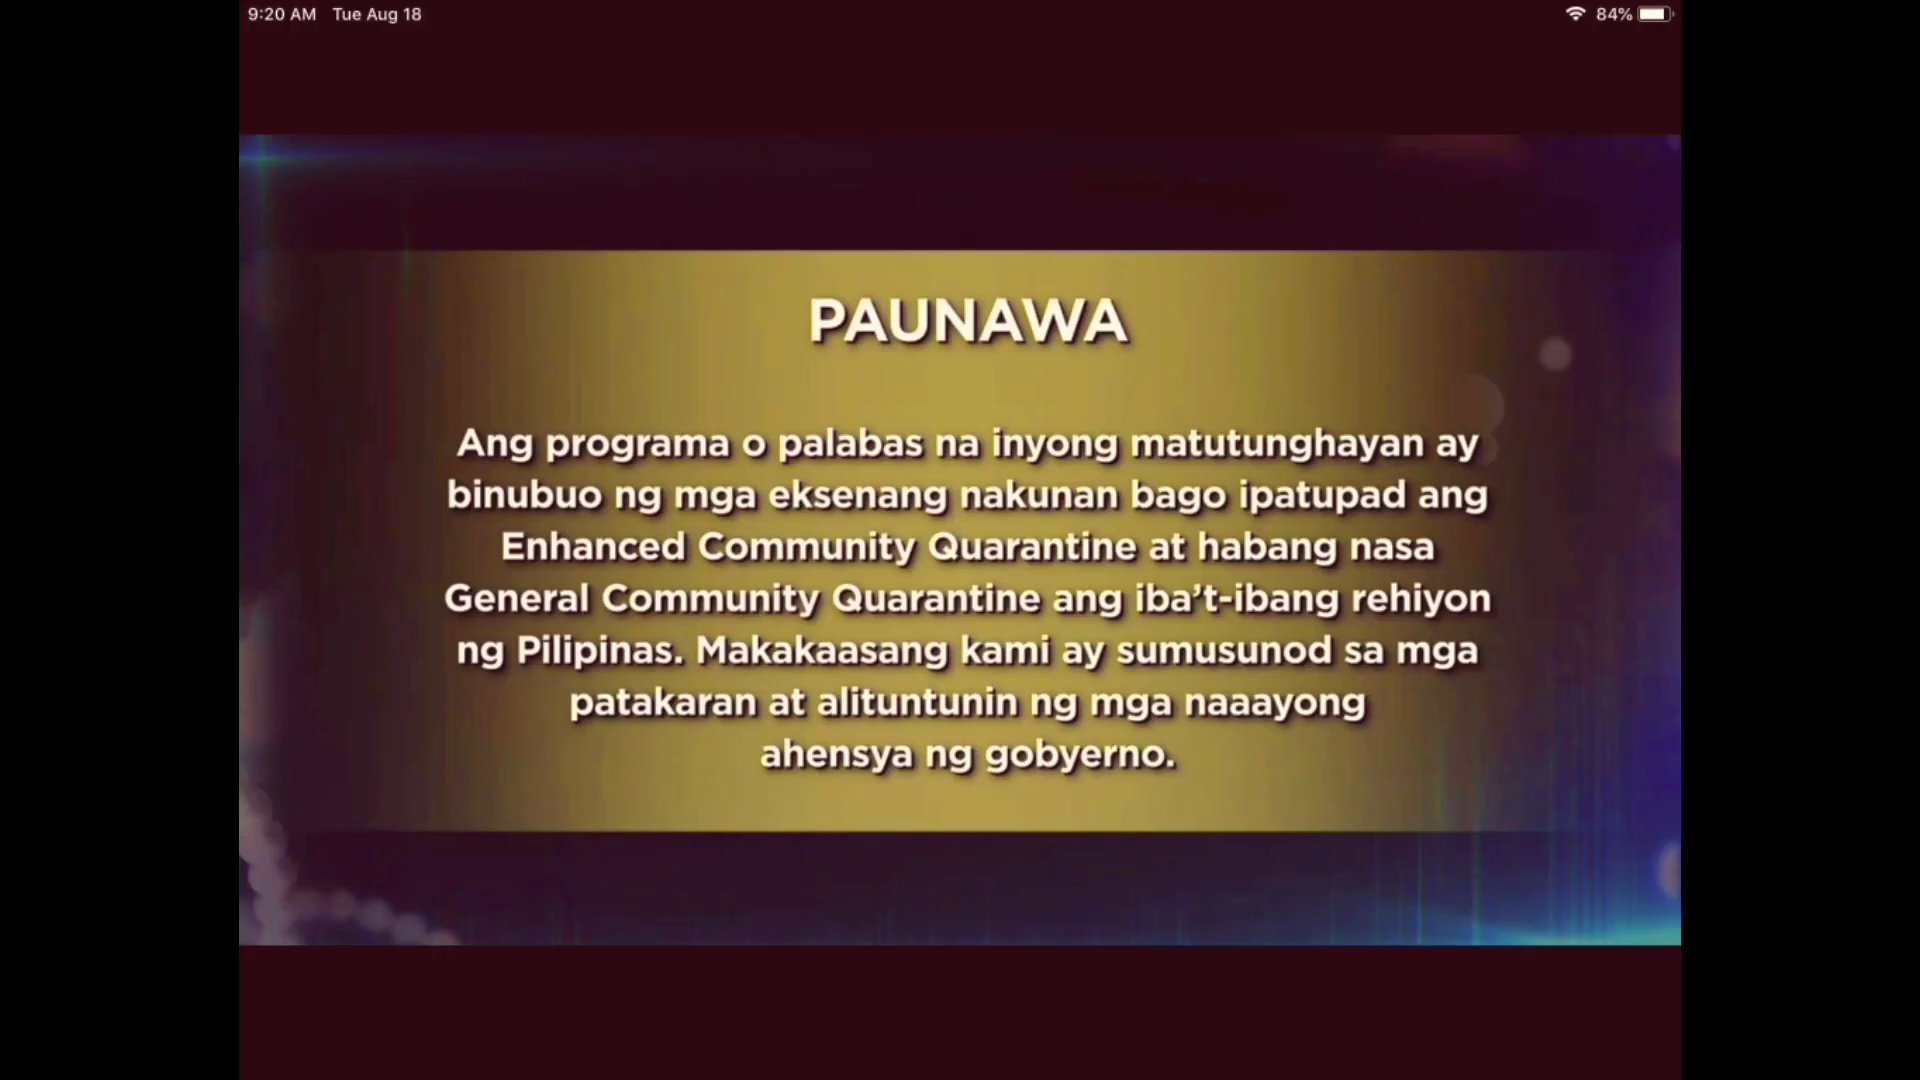 9:20 AM Tue Aug 18 84%
PAUNAWA
Ang programa o palabas na inyong matutunghayan ay
binubuo ng mga eksenang nakunan bago ipatupad ang
Enhanced Community Quarantine at habang nasa
General Community Quarantine ang iba't-ibang rehiyon
ng Pilipinas. Makakaasang kami ay sumusunod sa mga
patakaran at alituntunin ng mga naaayong
ahensya ng gobyerno.